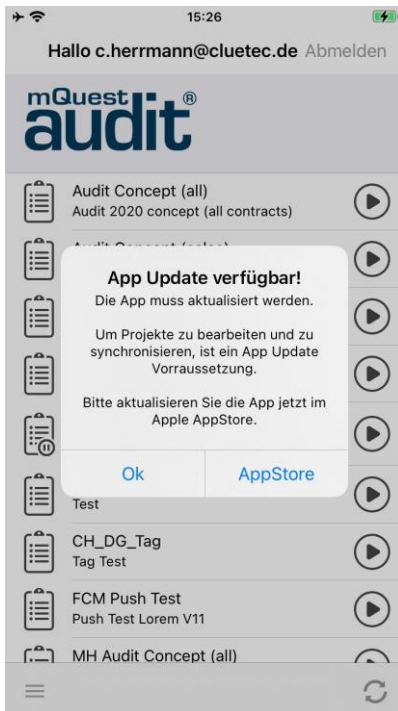 15:26
Hallo c.herrmann@cluetec.de Abmelden
mQuest®
audit
Audit Concept (all)
Audit 2020 concept (all contracts)
App Update verfügbar!
Die App muss aktualisiert werden.
Um Projekte zu bearbeiten und zu
synchronisieren, ist ein App Update
Vorraussetzung.
Bitte aktualisieren Sie die App jetzt im
Apple AppStore.
Ok
AppStore
Test
CH_DG_Tag
Tag Test
FCM Push Test
Push Test Lorem V11
MH Audit Concept (all)